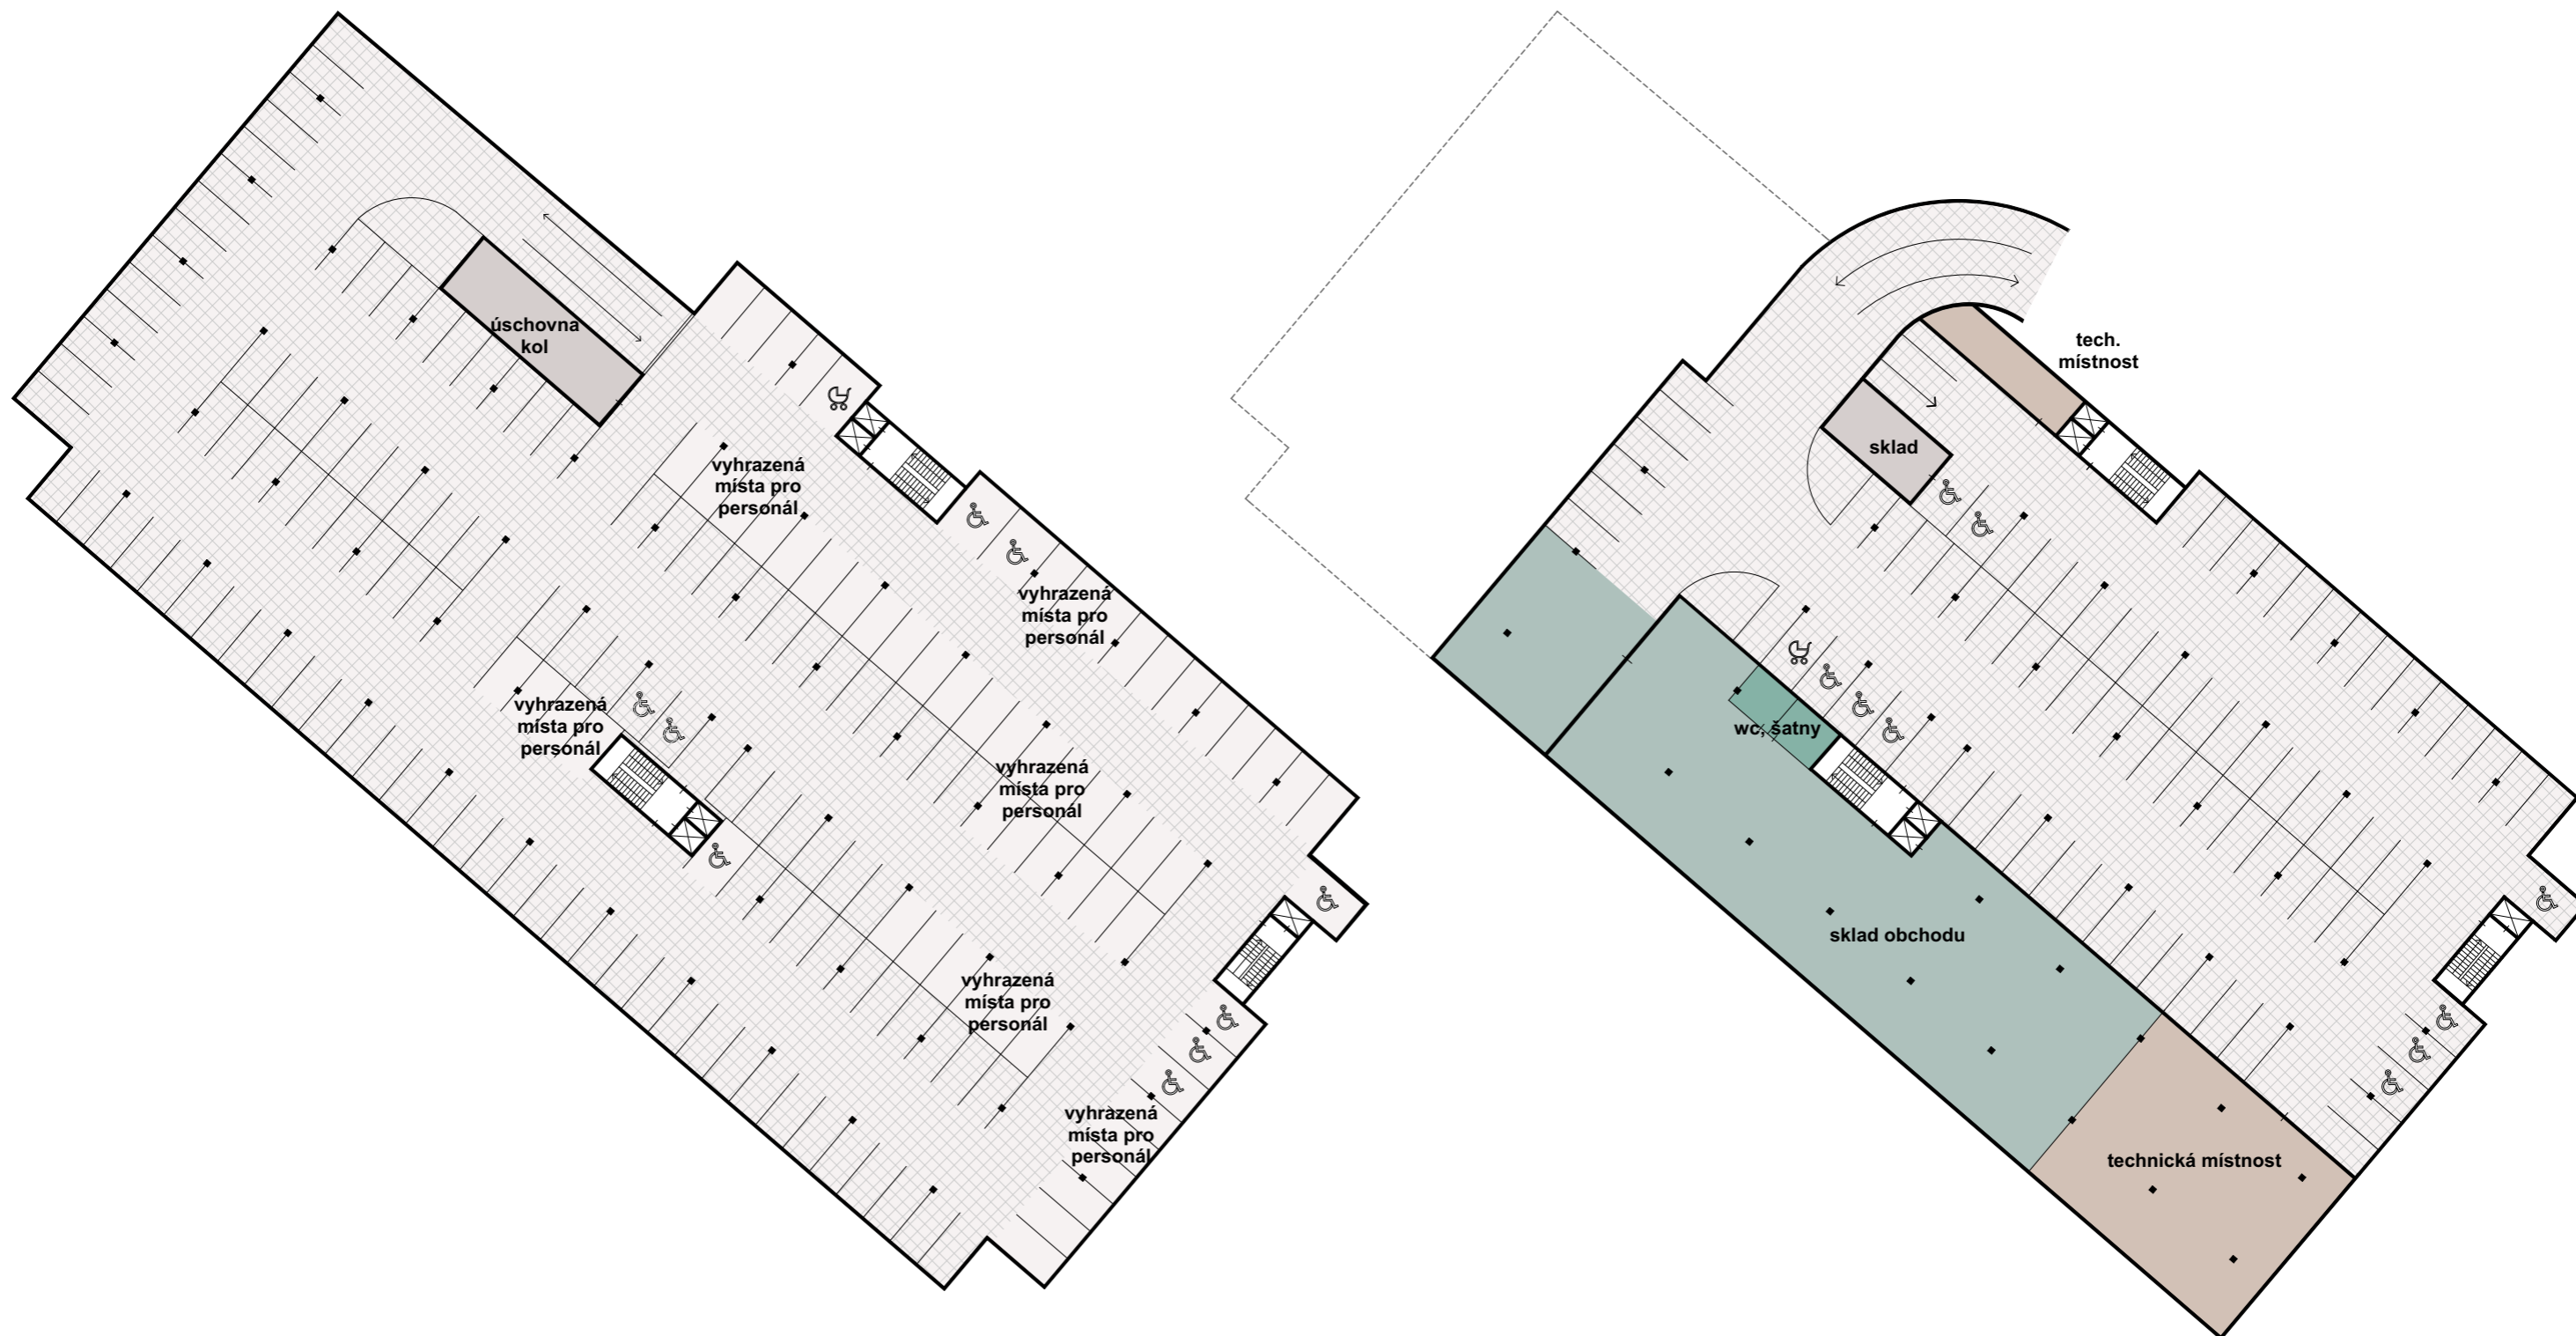 úschovna
kol
vyhrazená
místa pro
personál
vyhrazená
místa pro
personál
vyhrazená
místa pro
personál
vyhrazená
místa pro
personál
vyhrazená
místa pro
personál
vyhrazená
místa pro
personál
tech.
místnost
sklad
wc, šatny
sklad obchodu
technická místnost